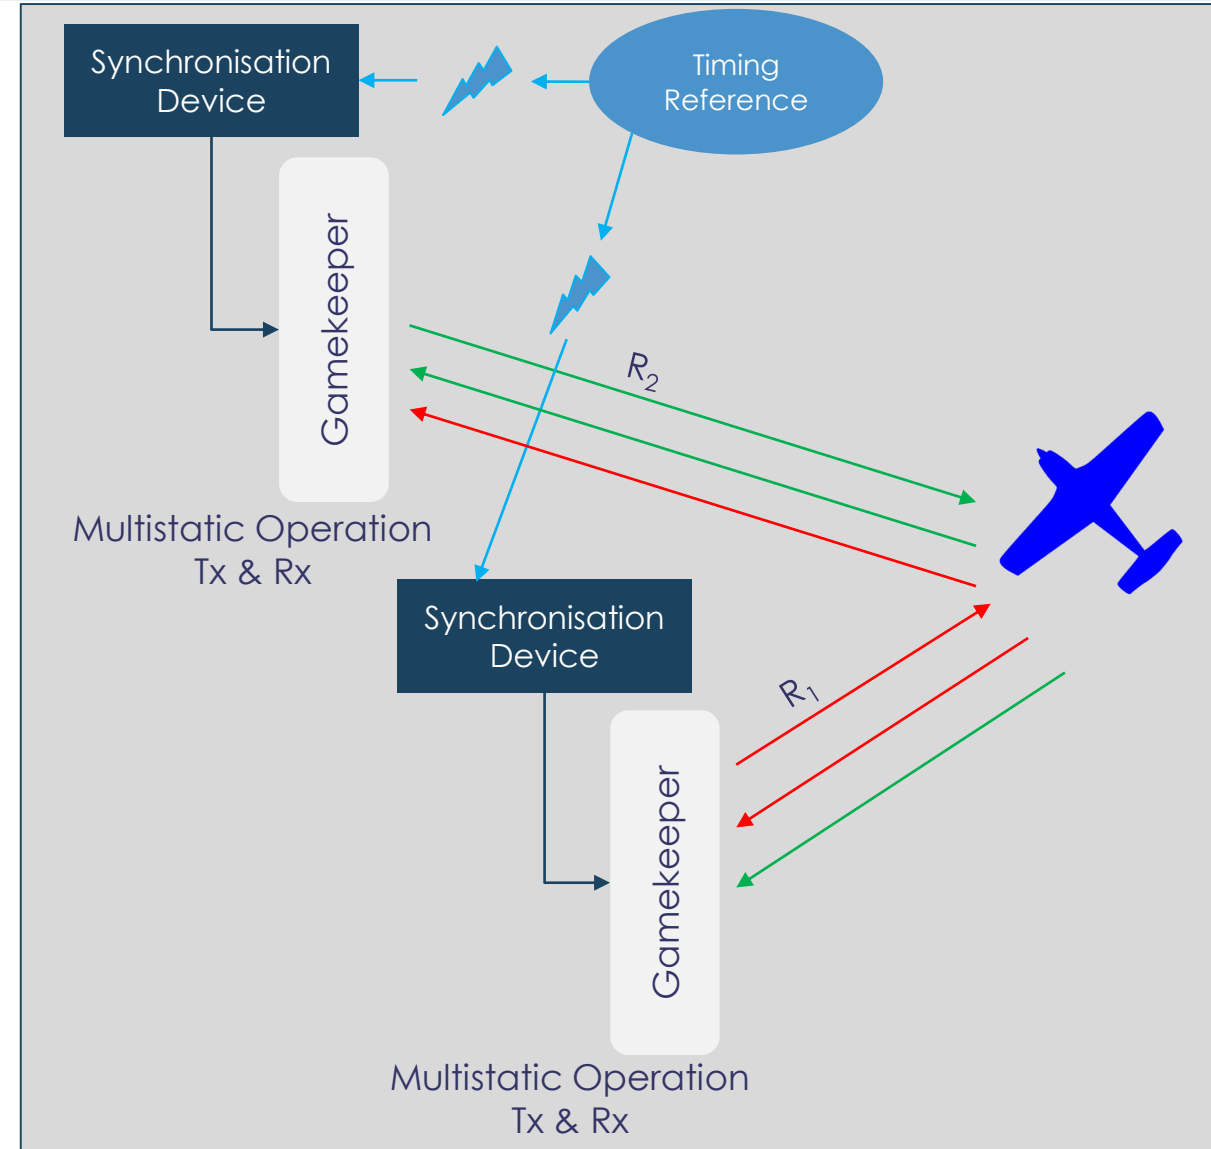 Synchronisation
Device
Timing
Reference
Gamekeeper
R₂
Multistatic Operation
Tx & Rx
Synchronisation
Device
R₁
Gamekeeper
Multistatic Operation
Tx & Rx